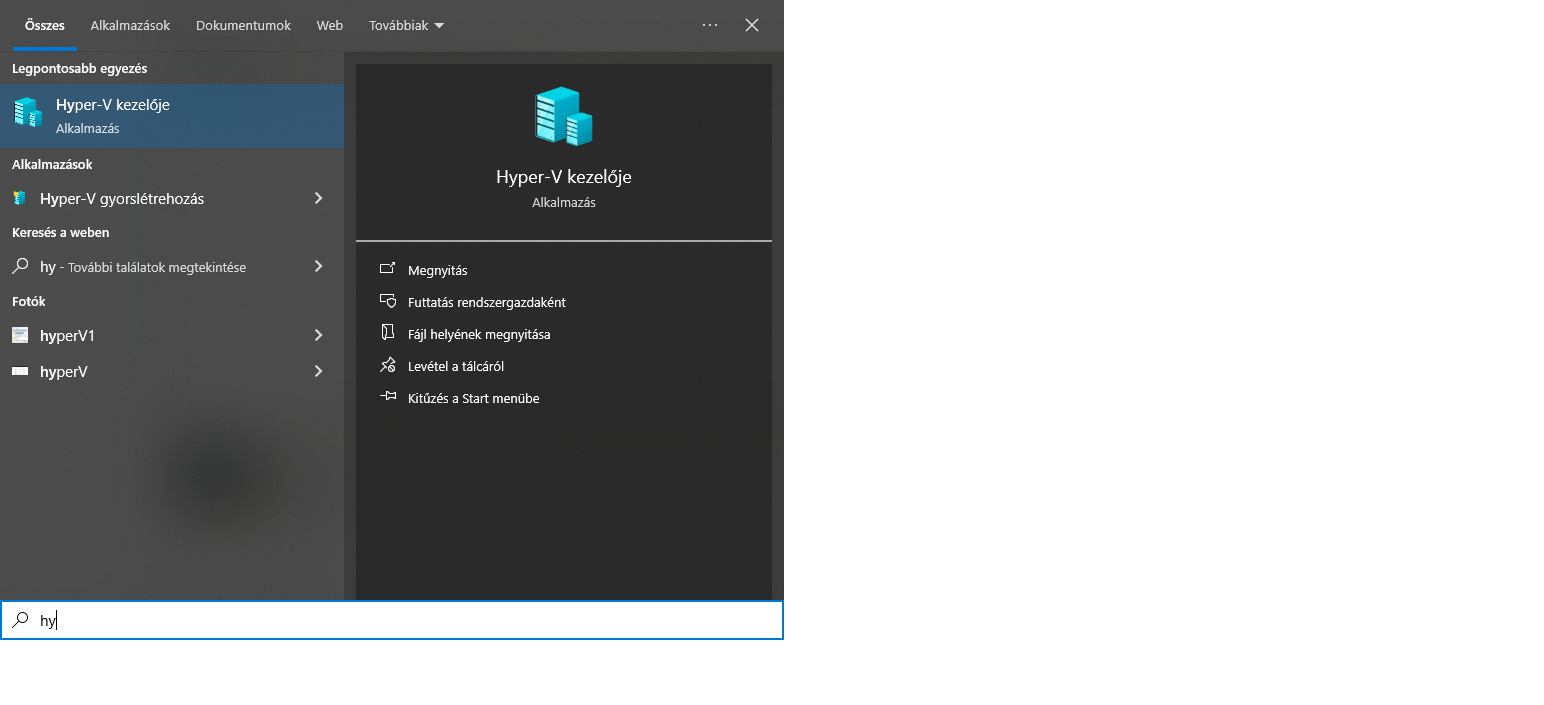 Összes Alkalmazások Dokumentumok Web Továbbiak
Legpontosabb egyezés
Hyper-V kezelője
Alkalmazás
Alkalmazások
Hyper-V gyorslétrehozás
Keresés a weben
hy - További találatok megtekintése
Fotók
hyperV1
hyperV
Hyper-V kezelője
Alkalmazás
Megnyitás
Futtatás rendszergazdaként
Fájl helyének megnyitása
Levétel a tálcáról
Kitűzés a Start menübe
hy